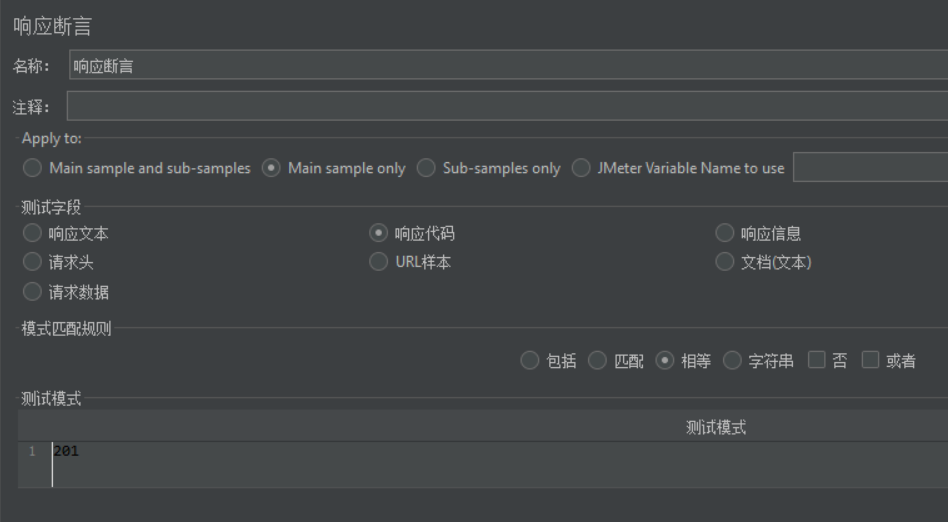 响应断言
名称： 响应断言
注释：
Apply to:
Main sample and sub-samples Main sample only Sub-samples only JMeter Variable Name to use
测试字段
响应文本 响应代码 响应信息
请求头 URL样本 文档(文本)
请求数据
模式匹配规则
包括 匹配 相等 字符串 否 或者
测试模式
测试模式
1 201